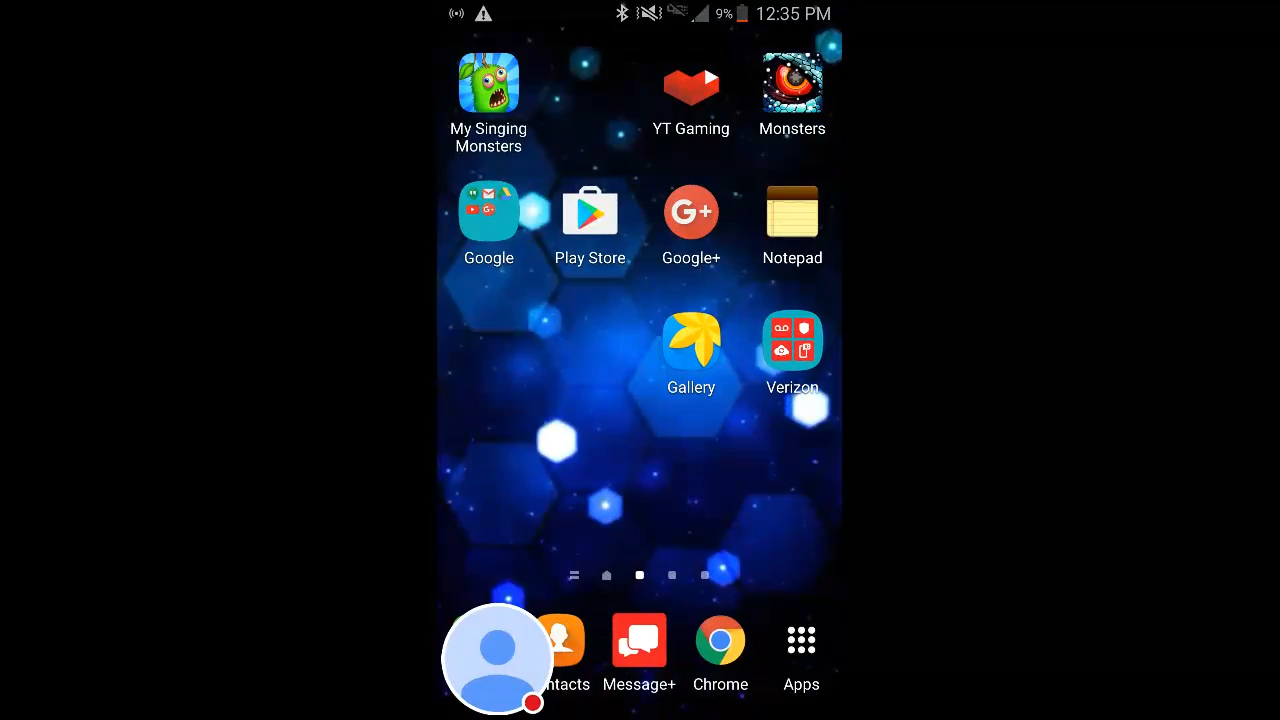 9% 12:35 PM
My Singing
Monsters
YT Gaming
Monsters
Google
Play Store
Google+
Notepad
Gallery
Verizon
ntacts
Message+
Chrome
Apps